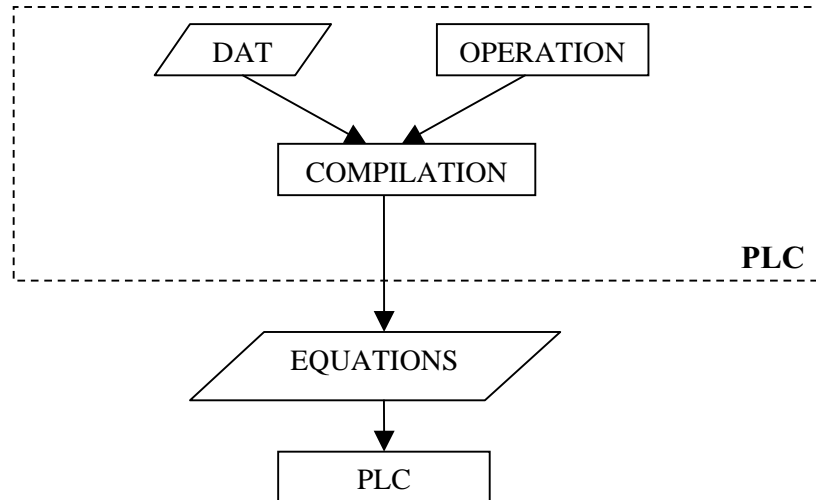 DAT
OPERATION
COMPILATION
PLC
EQUATIONS
PLC